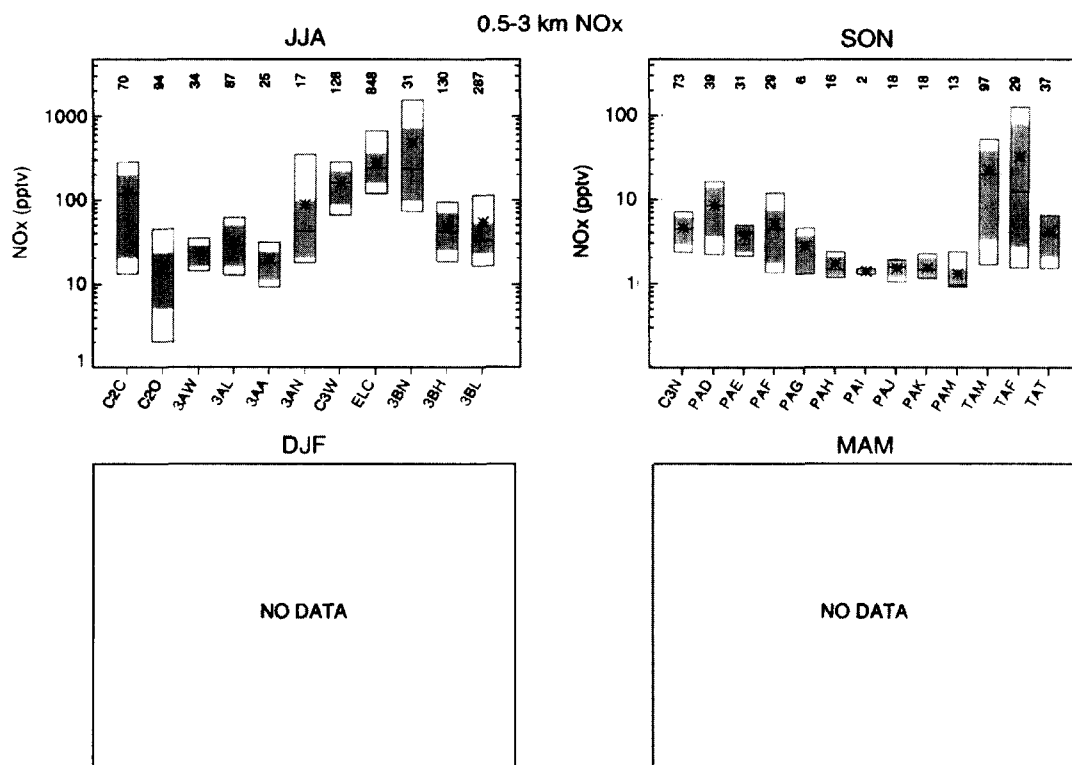 0.5-3 km NOx
JJA
70 94 34 87 25 17 128 848 31 130 287
NOx (pptv)
1000
100
10
1
C2C C2O 3AW 3AL 3AA 3AN C3W ELC 3BN 3BH 3BL
SON
73 39 31 29 6 16 2 18 18 13 97 29 37
NOx (pptv)
100
10
1
C3N PAD PAE PAF PAG PAH PAI PAJ PAK PAM TAM TAF TAT
DJF
NO DATA
MAM
NO DATA